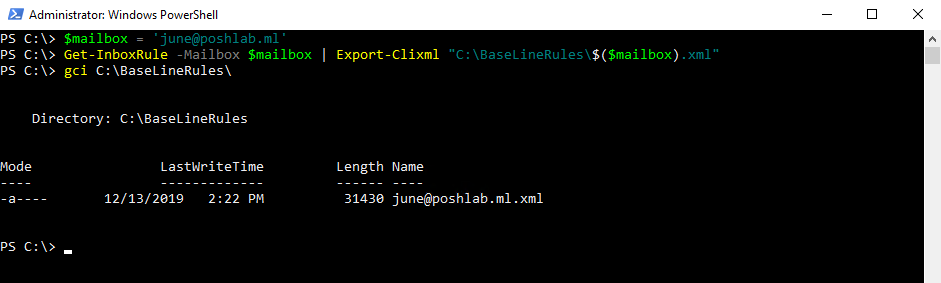 Administrator: Windows PowerShell
PS C:\> $mailbox = 'june@poshlab.ml'
PS C:\> Get-InboxRule -Mailbox $mailbox | Export-Clixml "C:\BaseLineRules\$($mailbox).xml"
PS C:\> gci C:\BaseLineRules\
Directory: C:\BaseLineRules
Mode LastWriteTime Length Name
---- ------------- ------ ----
-a---- 12/13/2019 2:22 PM 31430 june@poshlab.ml.xml
PS C:\>